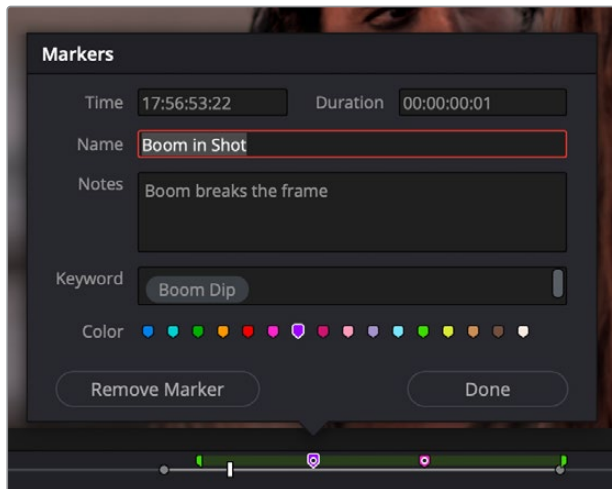 Markers
Time 17:56:53:22 Duration 00:00:00:01
Name Boom in Shot
Notes Boom breaks the frame
Keyword Boom Dip
Color
Remove Marker Done